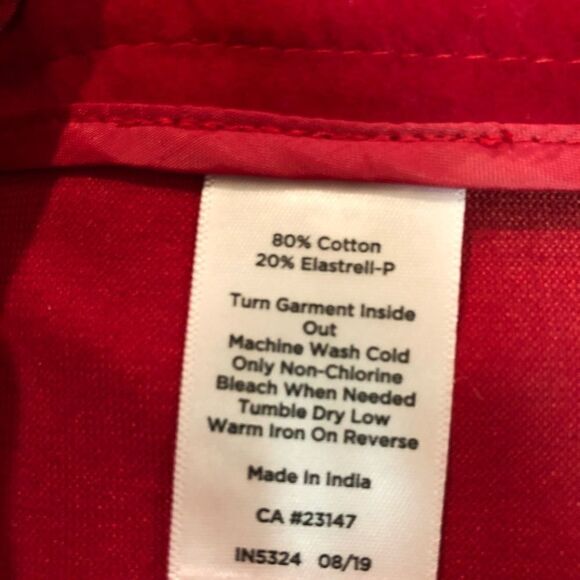 80% Cotton
20% Elastrell-P
Turn Garment Inside
Out
Machine Wash Cold
Only Non-Chlorine
Bleach When Needed
Tumble Dry Low
Warm Iron On Reverse
Made In India
CA #23147
IN5324 08/19